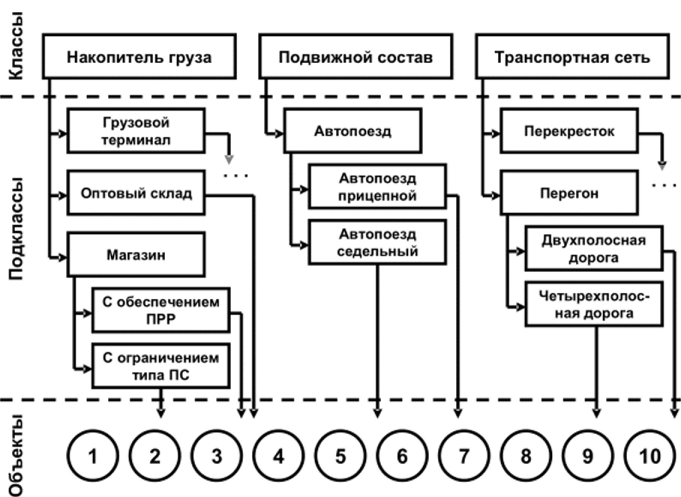 Классы
Накопитель груза
Подвижной состав
Транспортная сеть
Подклассы
Грузовой
терминал
...
Оптовый склад
Магазин
С обеспечением
ПРР
С ограничением
типа ПС
Автопоезд
Автопоезд
прицепной
Автопоезд
седельный
Перекресток
...
Перегон
Двухполосная
дорога
Четырехполос-
ная дорога
Объекты
1
2
3
4
5
6
7
8
9
10